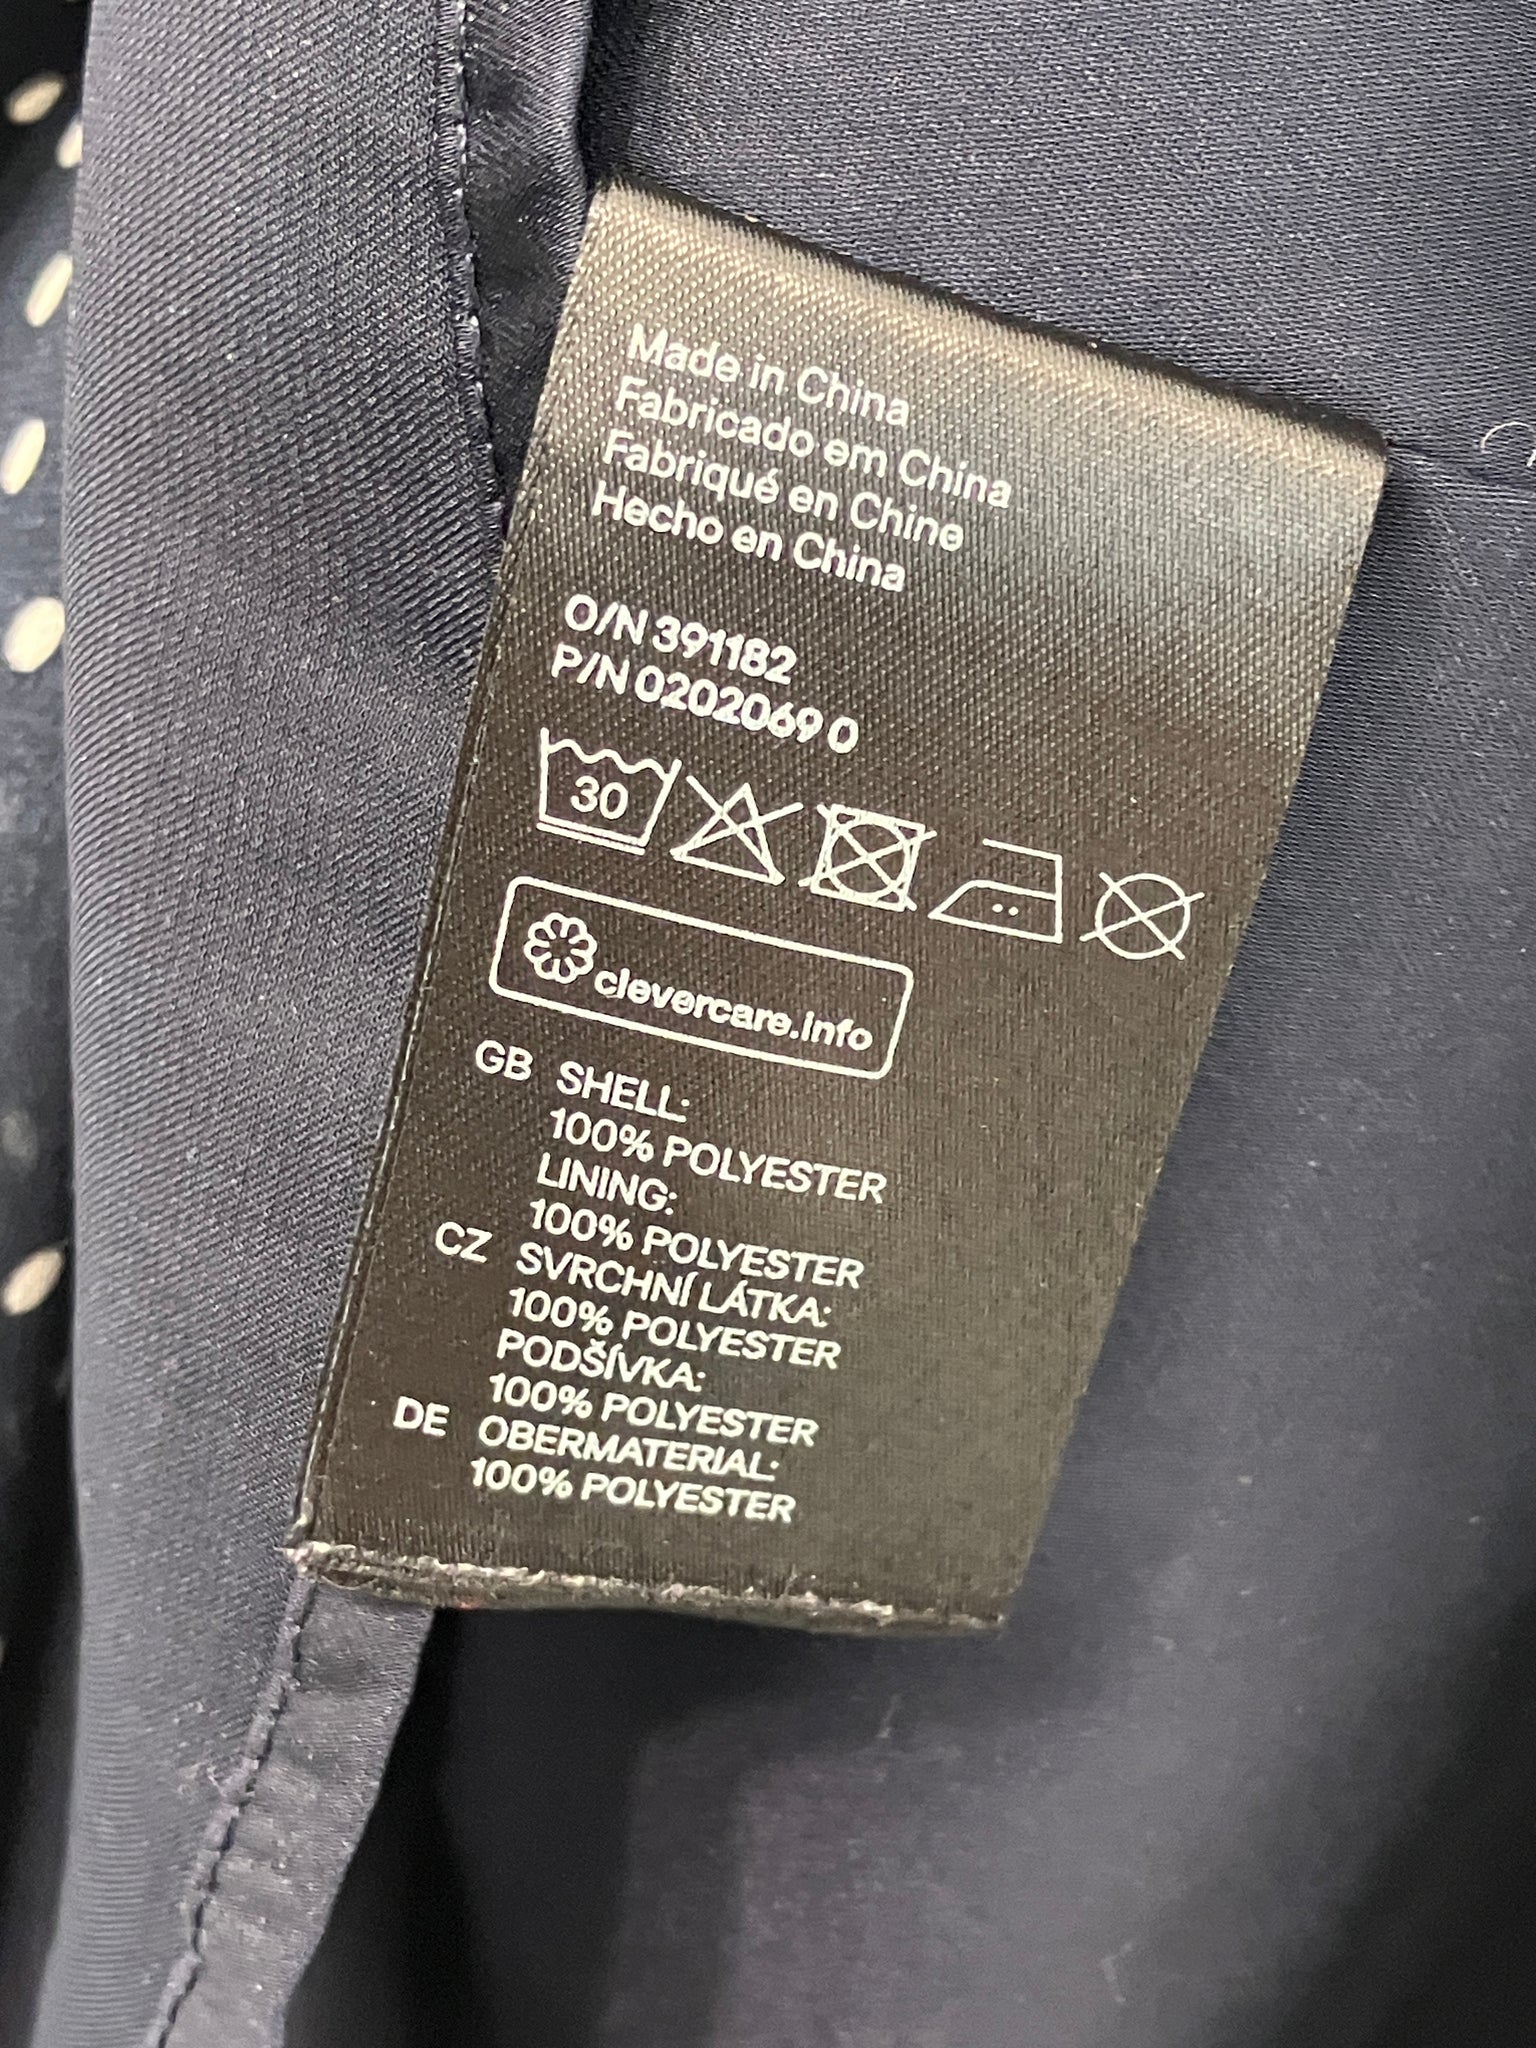 Made in China
Fabricado em China
Fabriqué en Chine
Hecho en China
O/N 391182
P/N 0202069 0
30
clevercare.info
GB SHELL:
100% POLYESTER
LINING:
100% POLYESTER
CZ SVRCHNÍ LÁTKA:
100% POLYESTER
PODŠÍVKA:
100% POLYESTER
DE OBERMATERIAL:
100% POLYESTER